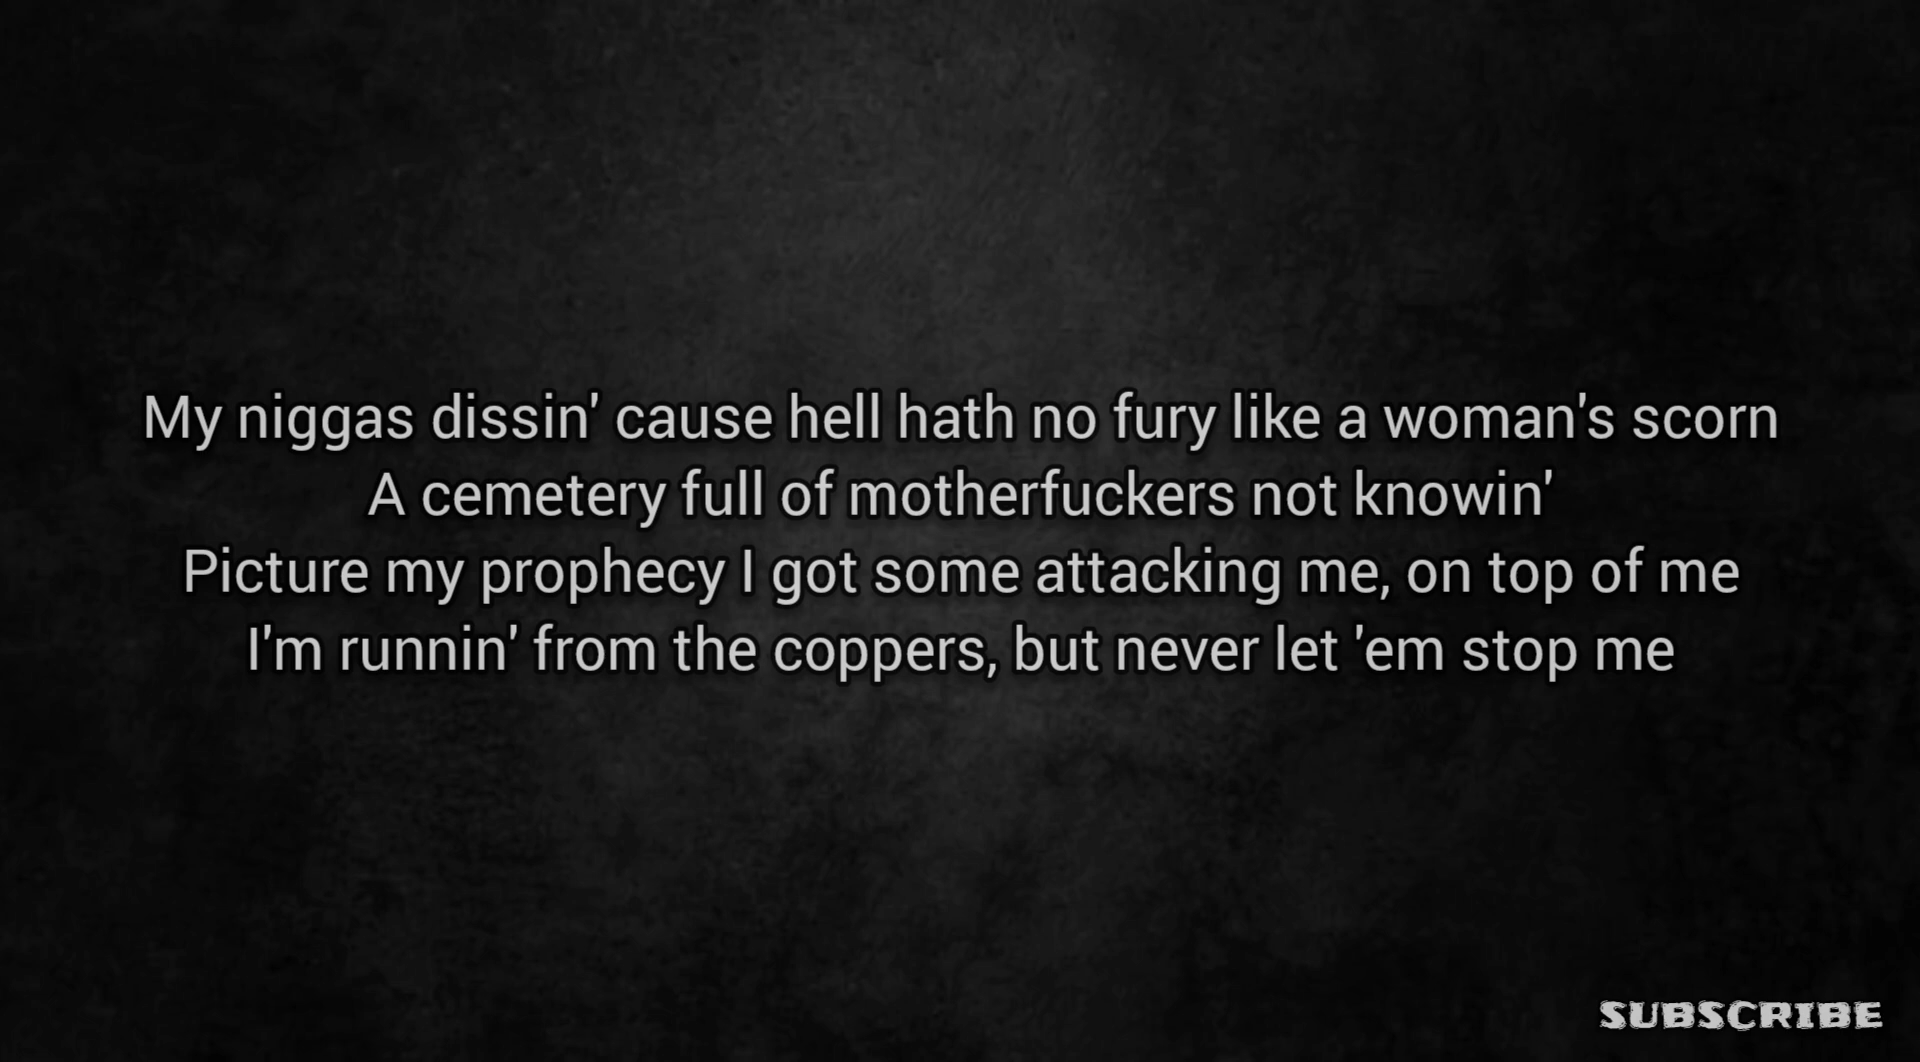 My niggas dissin' cause hell hath no fury like a woman's scorn
A cemetery full of motherfuckers not knowin'
Picture my prophecy I got some attacking me, on top of me
I'm runnin' from the coppers, but never let 'em stop me
SUBSCRIBE